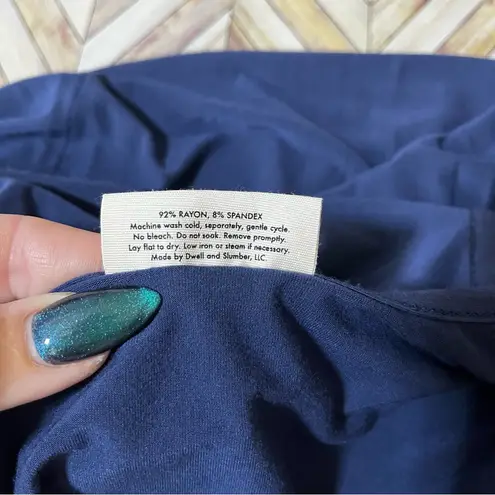 92% RAYON, 8% SPANDEX
Machine wash cold, separately, gentle cycle.
No bleach. Do not soak. Remove promptly.
Lay flat to dry. Low iron or steam if necessary.
Made by Dwell and Slumber, LLC.